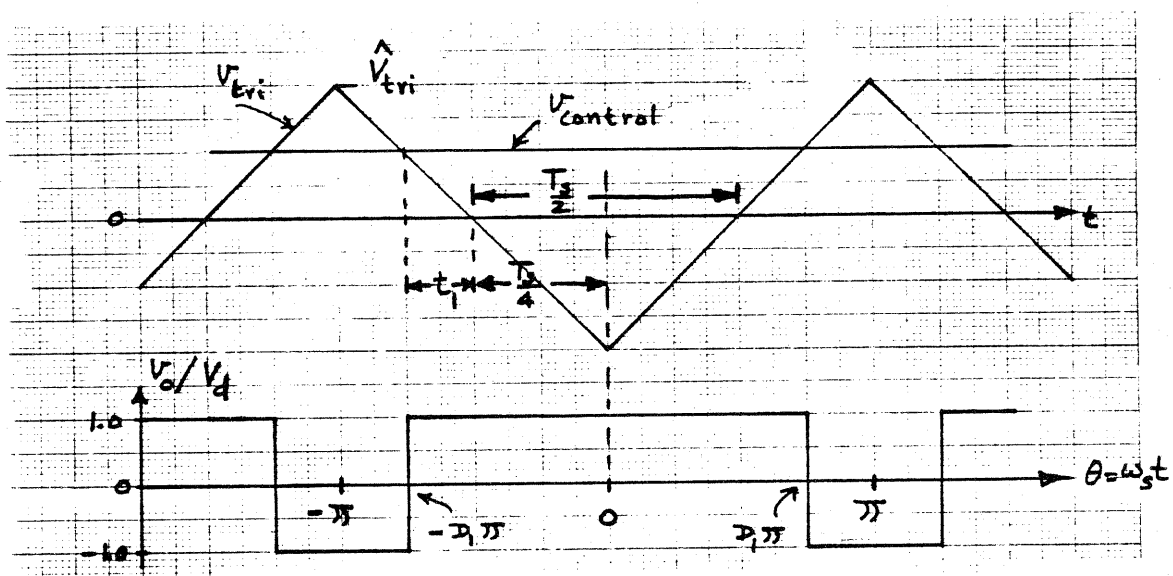 V̂tri
vtri
vcontrol
Ts/2
0
t
t1
Ts/4
vo/Vd
1.0
0
-1.0
-π
-D1π
0
D1π
π
θ=ωst